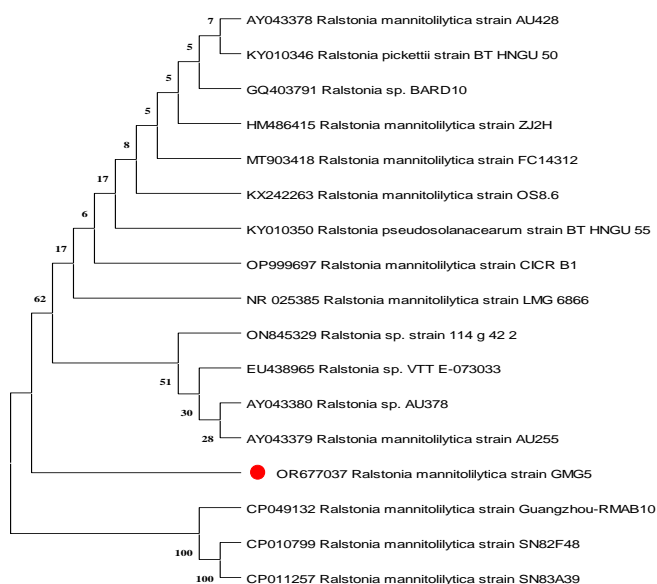 7
AY043378 Ralstonia mannitolilytica strain AU428
5
KY010346 Ralstonia pickettii strain BT HNGU 50
5
GQ403791 Ralstonia sp. BARD10
5
HM486415 Ralstonia mannitolilytica strain ZJ2H
8
MT903418 Ralstonia mannitolilytica strain FC14312
17
KX242263 Ralstonia mannitolilytica strain OS8.6
6
KY010350 Ralstonia pseudosolanacearum strain BT HNGU 55
17
OP999697 Ralstonia mannitolilytica strain CICR B1
62
NR 025385 Ralstonia mannitolilytica strain LMG 6866
ON845329 Ralstonia sp. strain 114 g 42 2
51
EU438965 Ralstonia sp. VTT E-073033
30
AY043380 Ralstonia sp. AU378
28
AY043379 Ralstonia mannitolilytica strain AU255
OR677037 Ralstonia mannitolilytica strain GMG5
CP049132 Ralstonia mannitolilytica strain Guangzhou-RMAB10
100
CP010799 Ralstonia mannitolilytica strain SN82F48
100
CP011257 Ralstonia mannitolilytica strain SN83A39